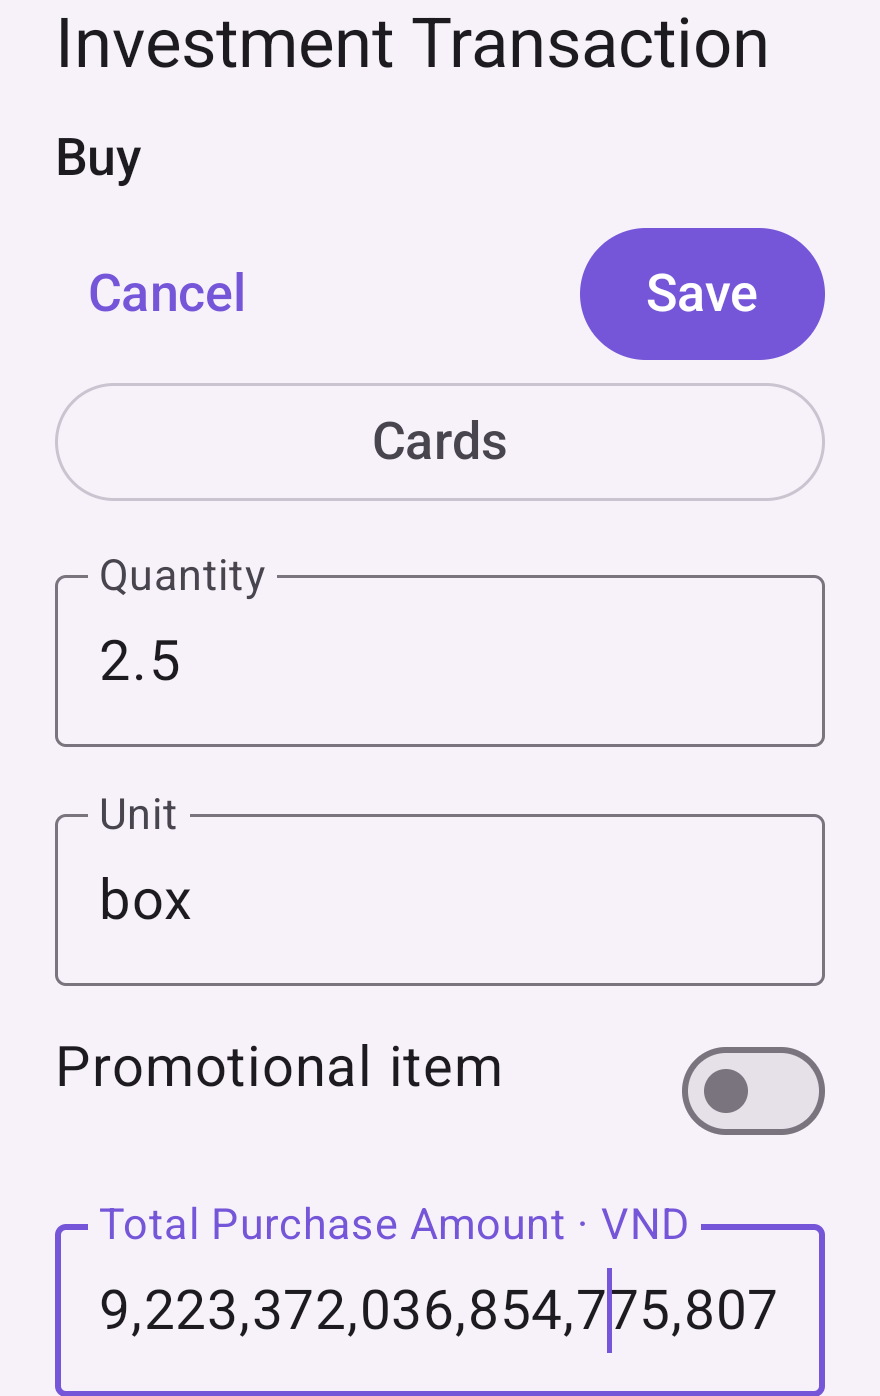 Investment Transaction
Buy
Cancel
Save
Cards
Quantity
2.5
Unit
box
Promotional item
Total Purchase Amount · VND
9,223,372,036,854,775,807